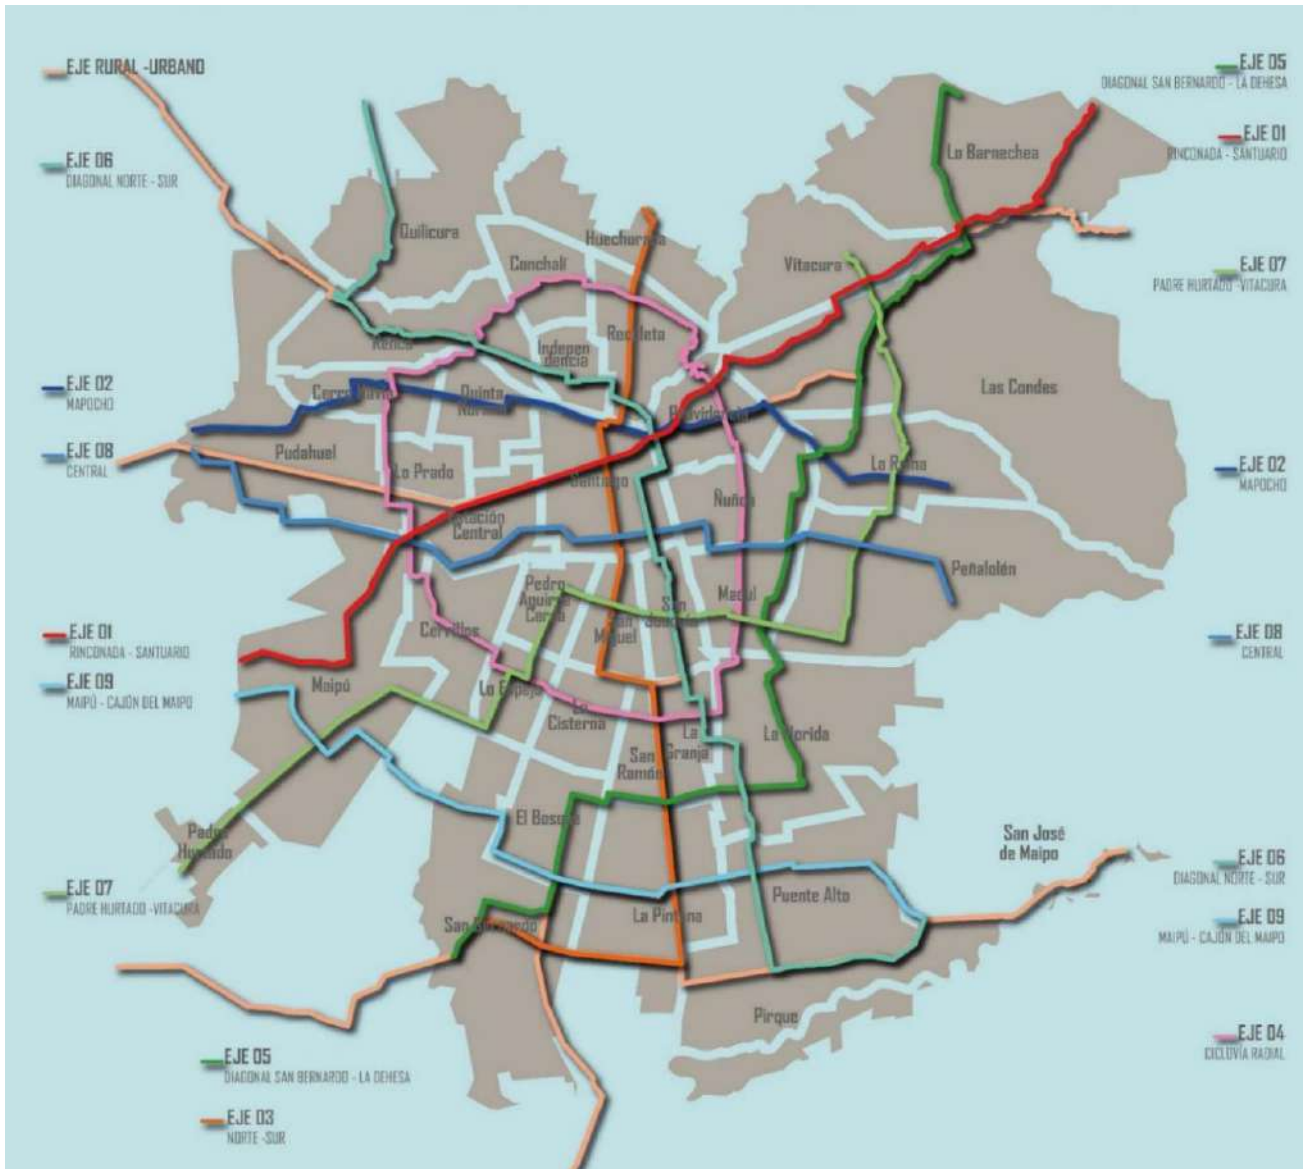 EJE RURAL -URBANO
EJE 05
DIAGONAL SAN BERNARDO - LA DEHESA
EJE 01
RINCONADA - SANTUARIO
EJE 06
DIAGONAL NORTE - SUR
Lo Barnechea
Quilicura
Huechuraba
Conchalí
Vitacura
EJE 07
PADRE HURTADO -VITACURA
Renca
Indepen
dencia
Recoleta
EJE 02
MAPOCHO
Cerro Navia
Quinta
Normal
Providencia
Las Condes
EJE 08
CENTRAL
Pudahuel
Lo Prado
Santiago
La Reina
EJE 02
MAPOCHO
Ñuñoa
Estación
Central
Peñalolén
Pedro
Aguirre
Cerda
San
Joaquín
Macul
San
Miguel
Cerrillos
EJE 01
RINCONADA - SANTUARIO
EJE 08
CENTRAL
EJE 09
MAIPÚ - CAJÓN DEL MAIPO
Maipú
Lo Espejo
La
Cisterna
La
Granja
La Florida
San
Ramón
El Bosque
Padre
Hurtado
San José
de Maipo
EJE 06
DIAGONAL NORTE - SUR
EJE 07
PADRE HURTADO -VITACURA
San Bernardo
La Pintana
Puente Alto
EJE 09
MAIPÚ - CAJÓN DEL MAIPO
Pirque
EJE 04
CICLOVÍA RADIAL
EJE 05
DIAGONAL SAN BERNARDO - LA DEHESA
EJE 03
NORTE -SUR